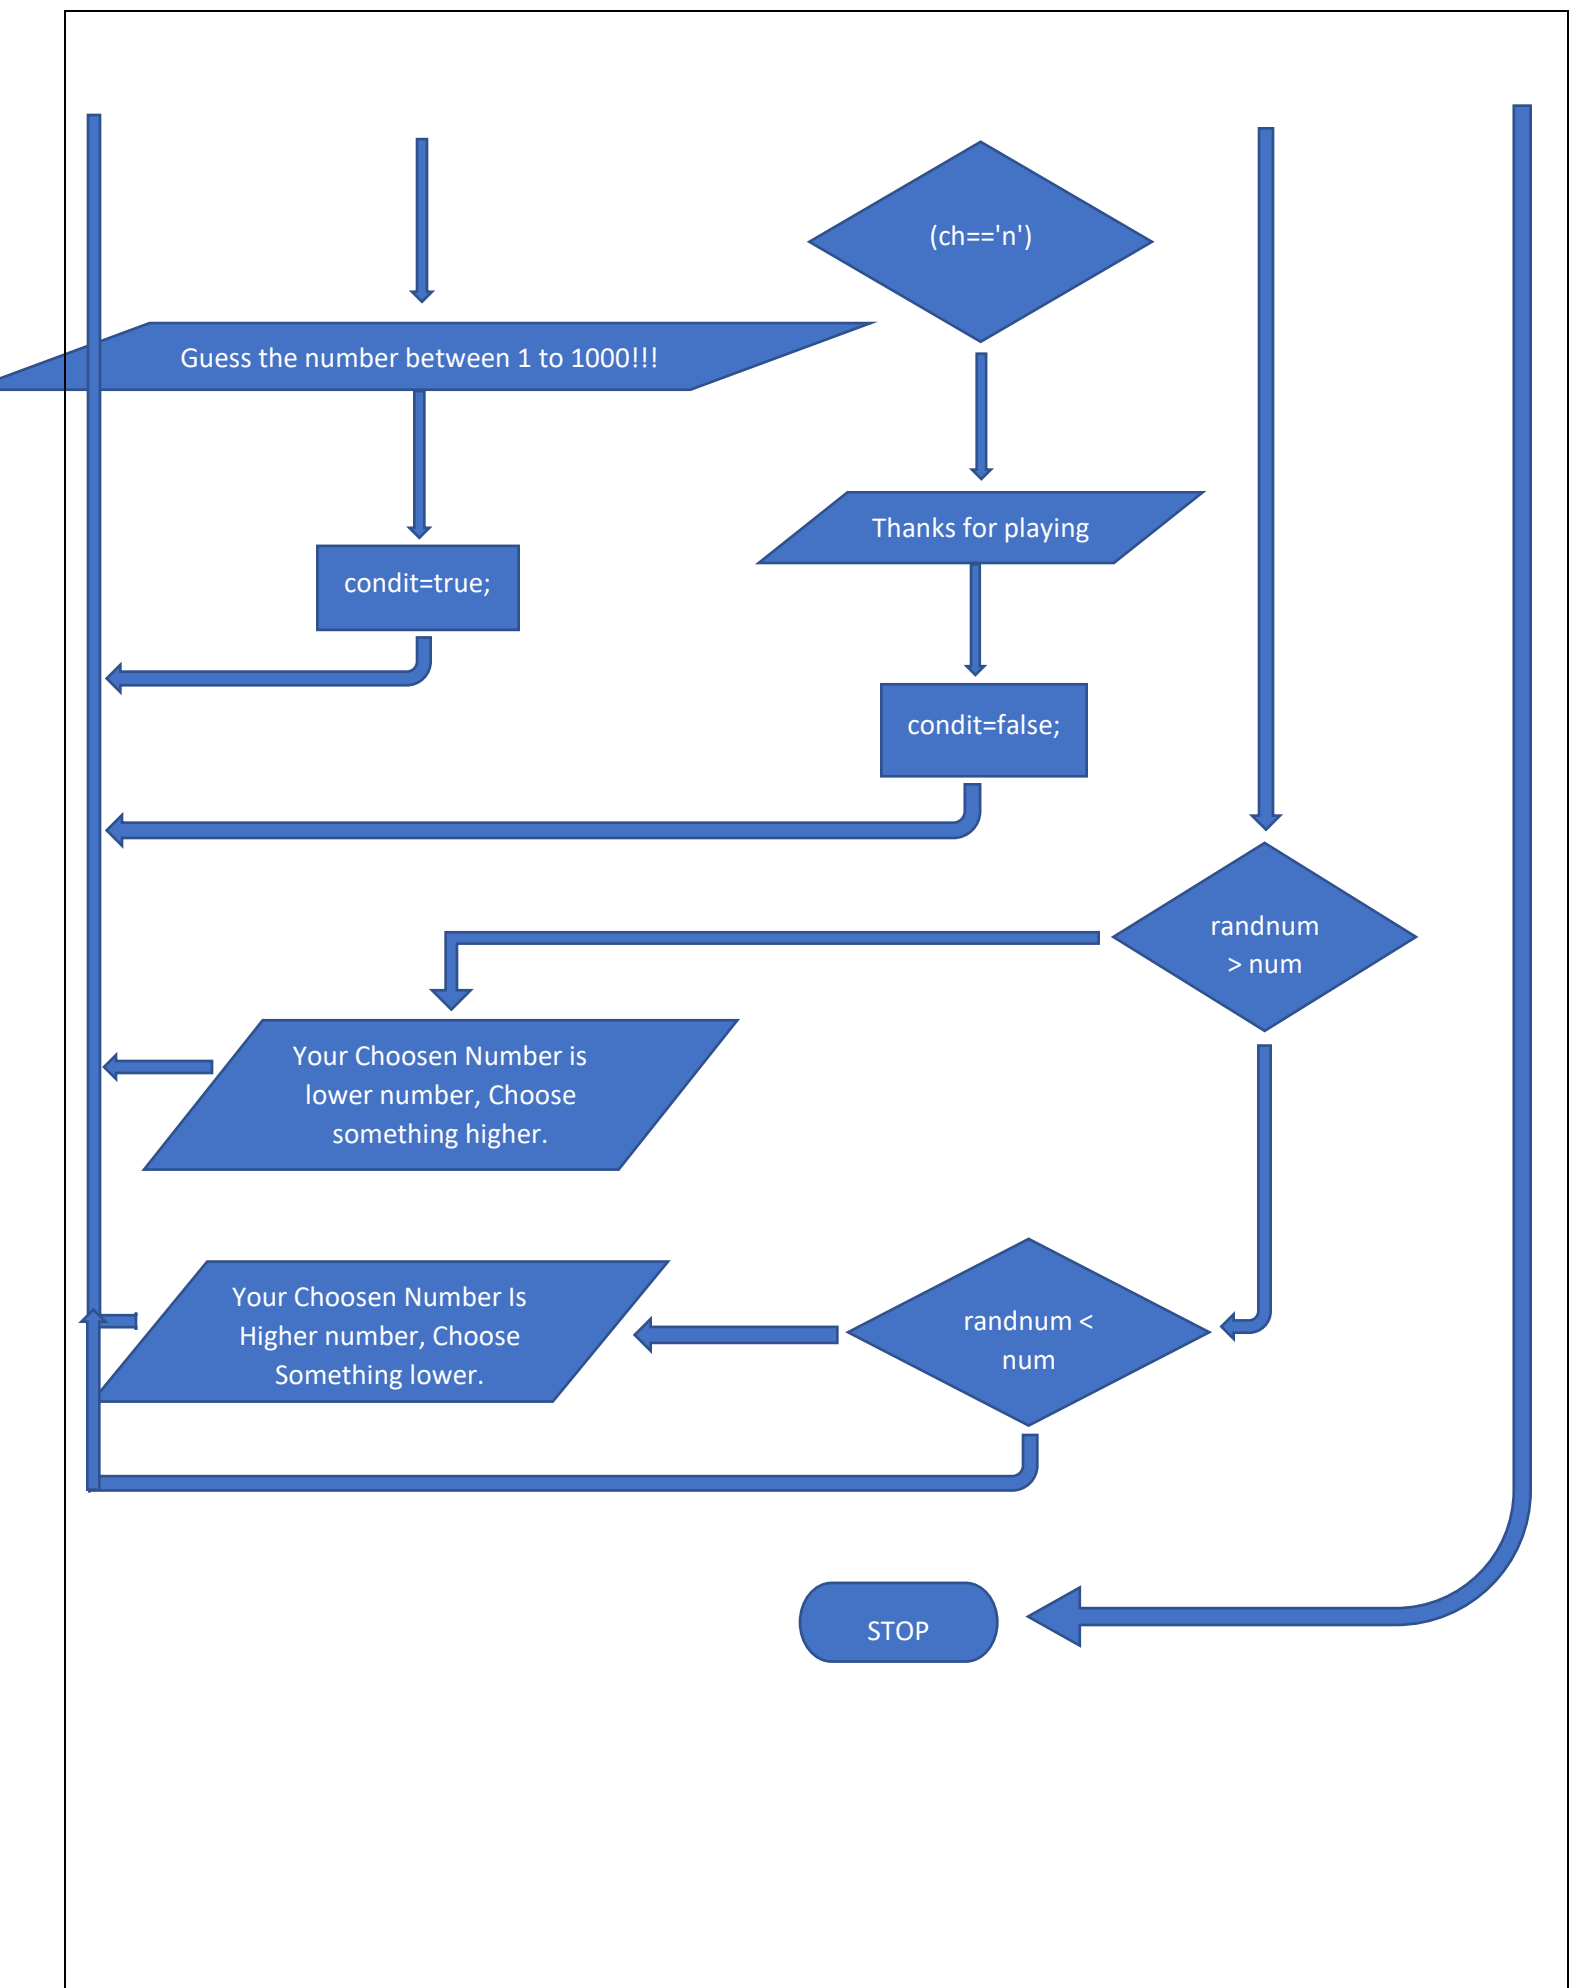 (ch=='n')
Guess the number between 1 to 1000!!!
Thanks for playing
condit=true;
condit=false;
randnum
> num
Your Choosen Number is
lower number, Choose
something higher.
Your Choosen Number Is
Higher number, Choose
Something lower.
randnum <
num
STOP